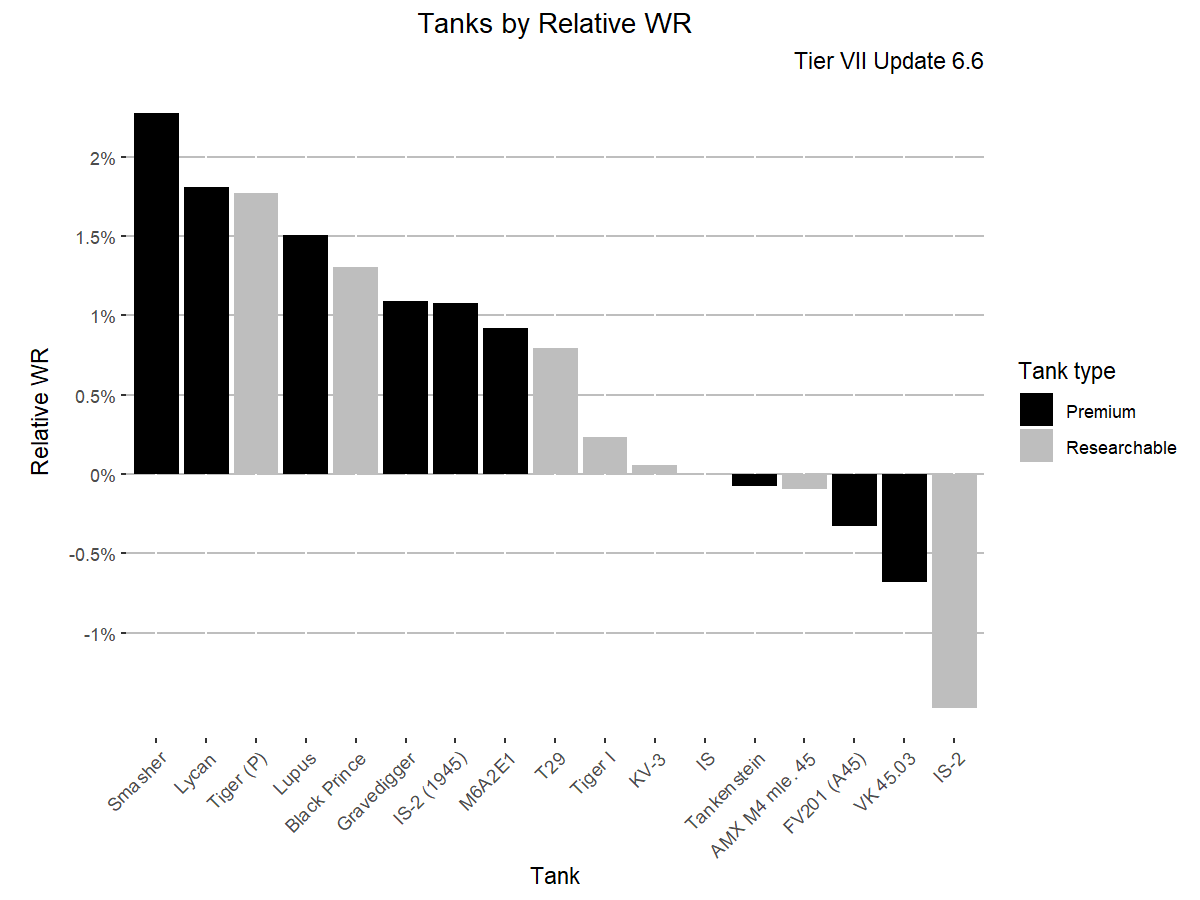 Tanks by Relative WR
Tier VII Update 6.6
Relative WR
2%
1.5%
1%
0.5%
0%
-0.5%
-1%
Smasher
Lycan
Tiger (P)
Lupus
Black Prince
Gravedigger
IS-2 (1945)
M6A2E1
T29
Tiger I
KV-3
IS
Tankenstein
AMX M4 mle. 45
FV201 (A45)
VK 45.03
IS-2
Tank
Tank type
Premium
Researchable